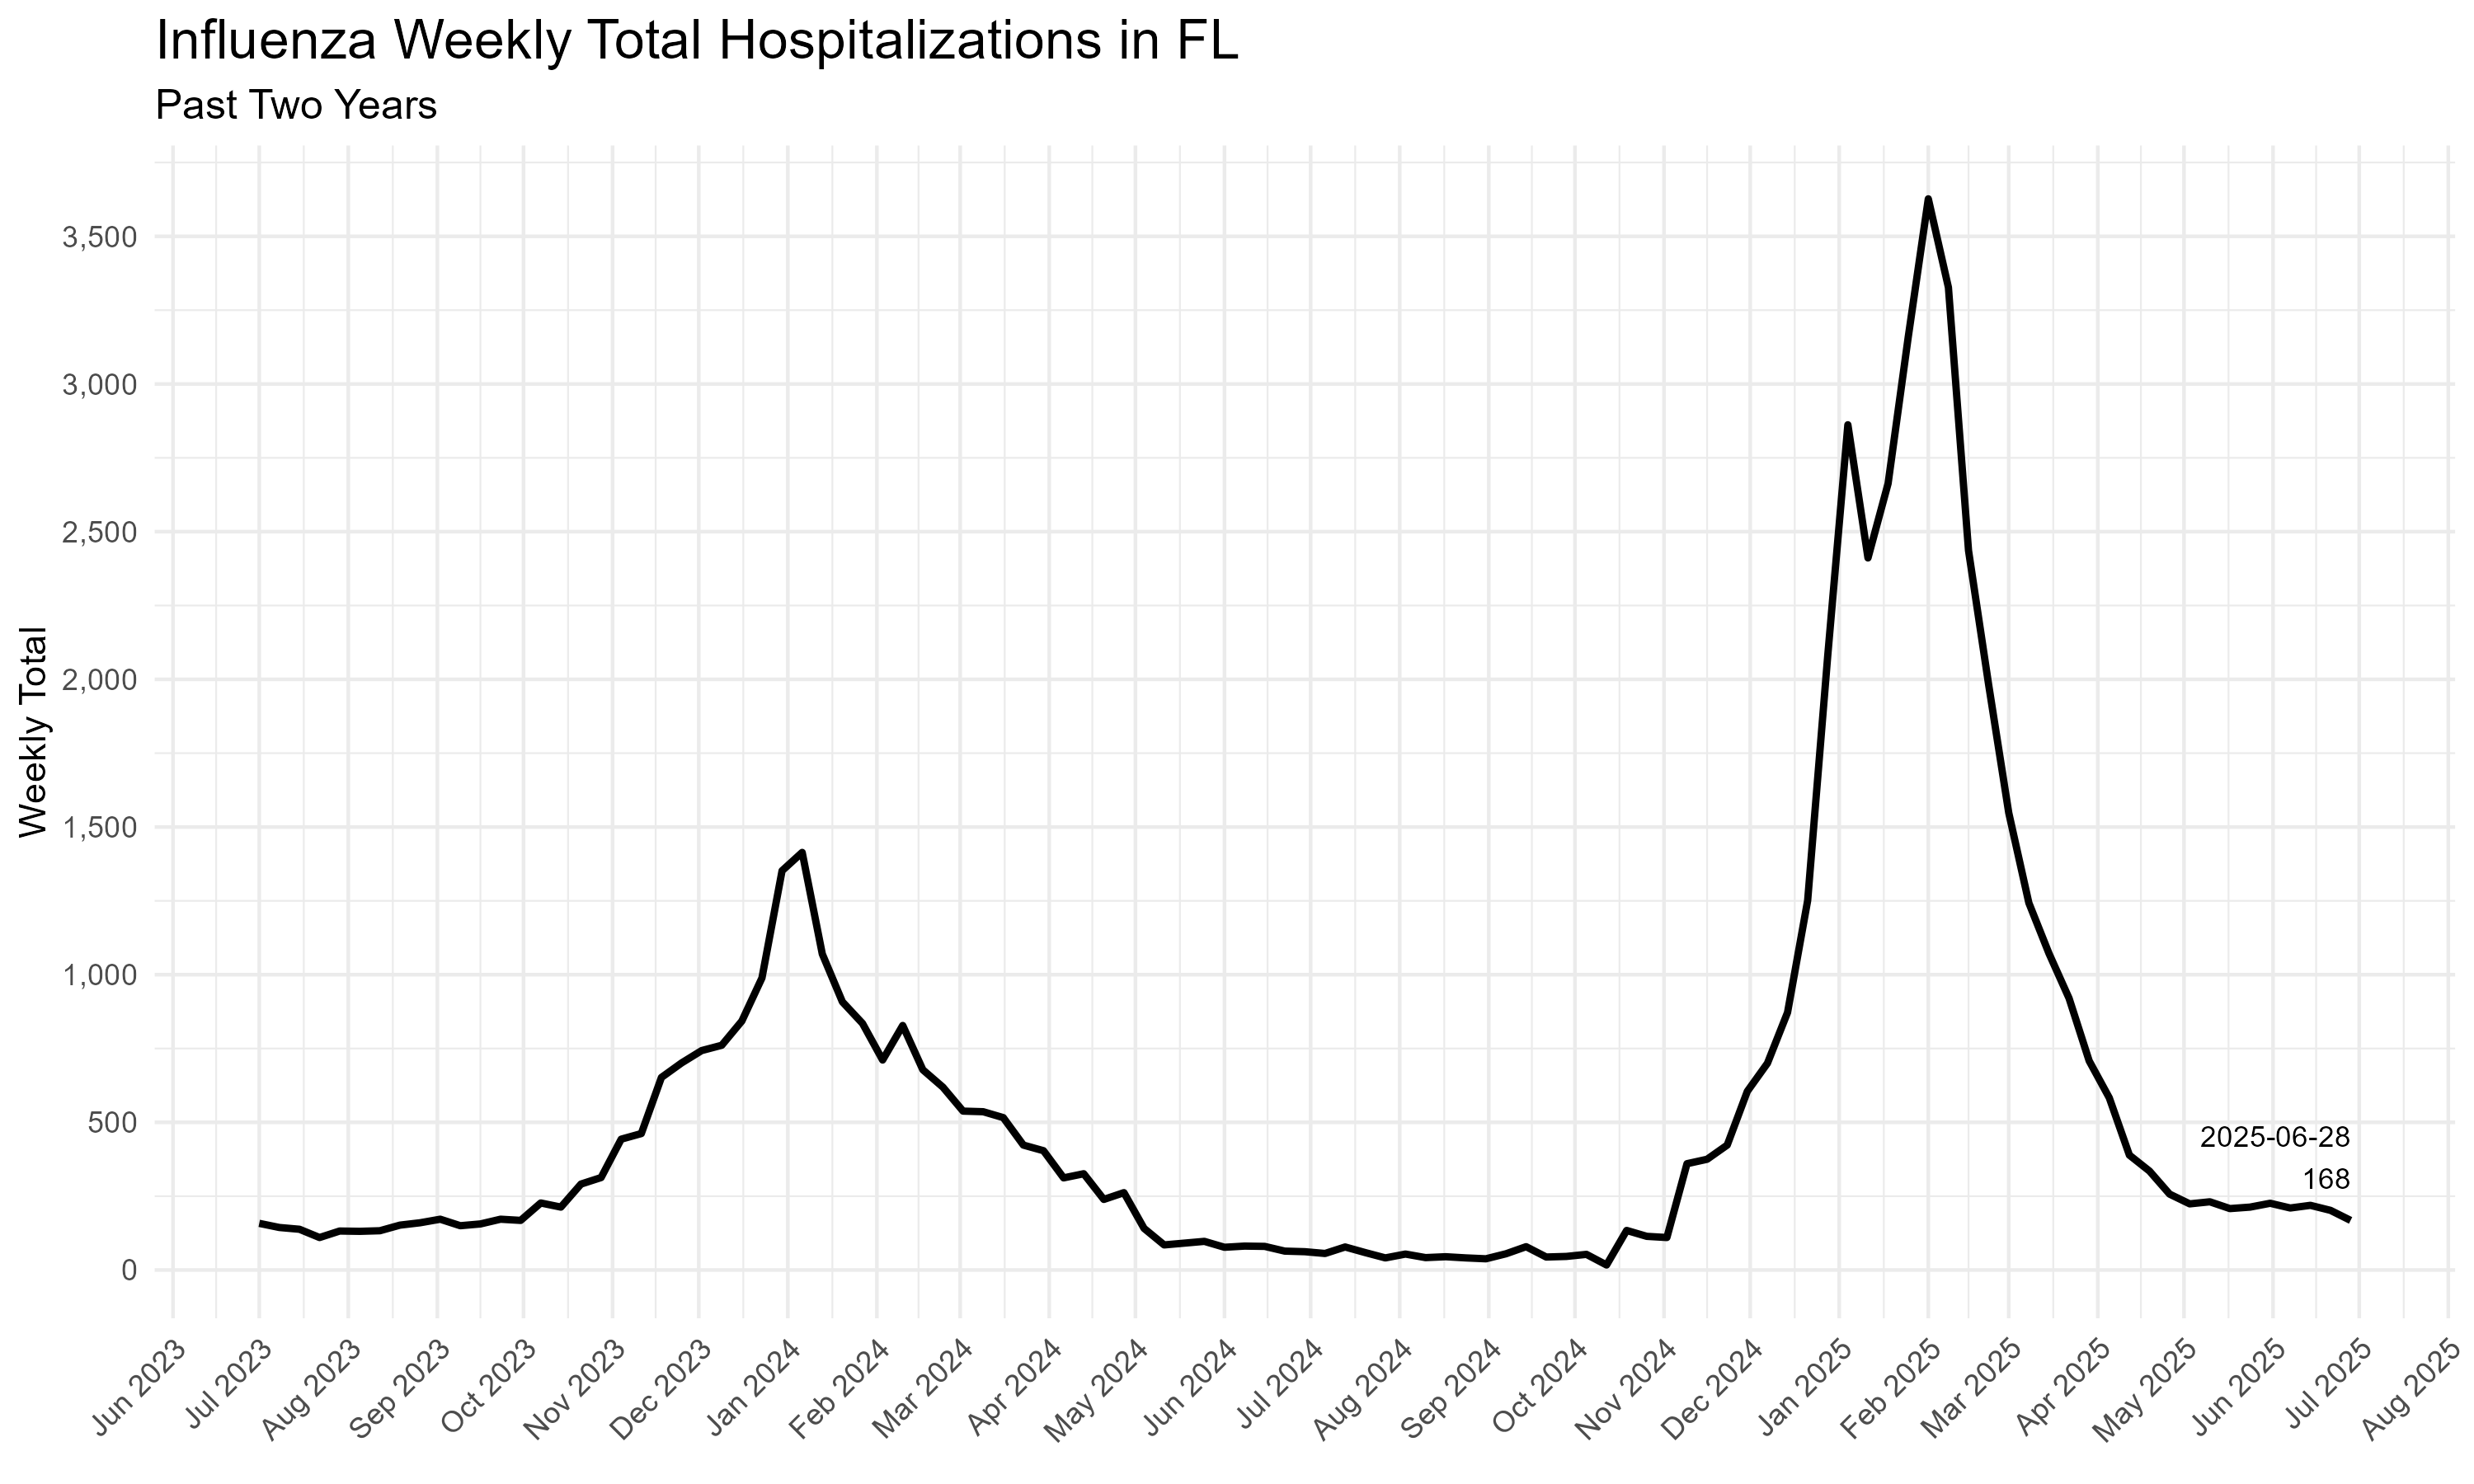 Influenza Weekly Total Hospitalizations in FL
Past Two Years
Weekly Total
3,500
3,000
2,500
2,000
1,500
1,000
500
0
2025-06-28
168
Jun 2023
Jul 2023
Aug 2023
Sep 2023
Oct 2023
Nov 2023
Dec 2023
Jan 2024
Feb 2024
Mar 2024
Apr 2024
May 2024
Jun 2024
Jul 2024
Aug 2024
Sep 2024
Oct 2024
Nov 2024
Dec 2024
Jan 2025
Feb 2025
Mar 2025
Apr 2025
May 2025
Jun 2025
Jul 2025
Aug 2025